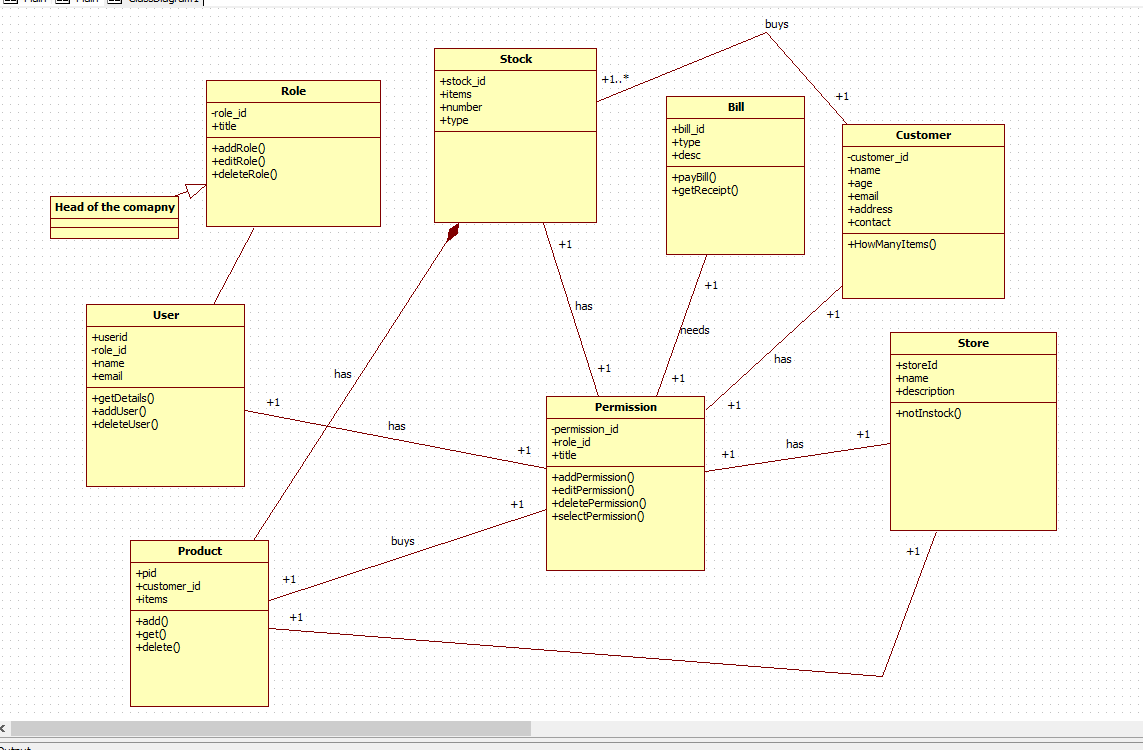 Main
Main
ClassDiagram1
buys
Stock
+stock_id
+items
+number
+type
+1..*
+1
Role
-role_id
+title
+addRole()
+editRole()
+deleteRole()
Bill
+bill_id
+type
+desc
+payBill()
+getReceipt()
Customer
-customer_id
+name
+age
+email
+address
+contact
+HowManyItems()
Head of the comapny
+1
has
+1
+1
needs
+1
+1
has
+1
User
+userid
-role_id
+name
+email
+getDetails()
+addUser()
+deleteUser()
has
+1
has
+1
Permission
-permission_id
+role_id
+title
+addPermission()
+editPermission()
+deletePermission()
+selectPermission()
Store
+storeId
+name
+description
+notInstock()
+1
has
+1
+1
buys
+1
Product
+pid
+customer_id
+items
+add()
+get()
+delete()
+1
+1
Output